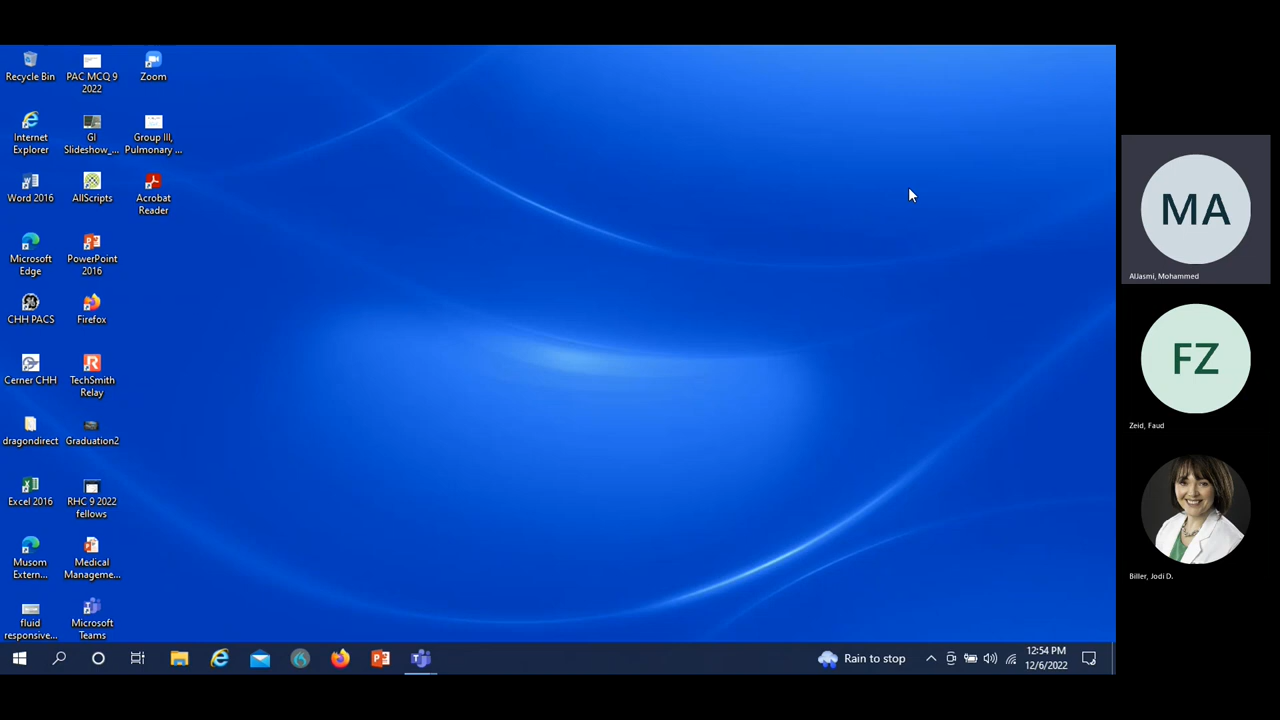 Recycle Bin
PAC MCQ 9
2022
Zoom
Internet
Explorer
GI
Slideshow_...
Group III,
Pulmonary ...
Word 2016
AllScripts
Acrobat
Reader
Microsoft
Edge
PowerPoint
2016
CHH PACS
Firefox
Cerner CHH
TechSmith
Relay
dragondirect
Graduation2
Excel 2016
RHC 9 2022
fellows
Musom
Extern...
Medical
Manageme...
fluid
responsive...
Microsoft
Teams
Rain to stop
12:54 PM
12/6/2022
MA
AlJasmi, Mohammed
FZ
Zeid, Faud
Biller, Jodi D.